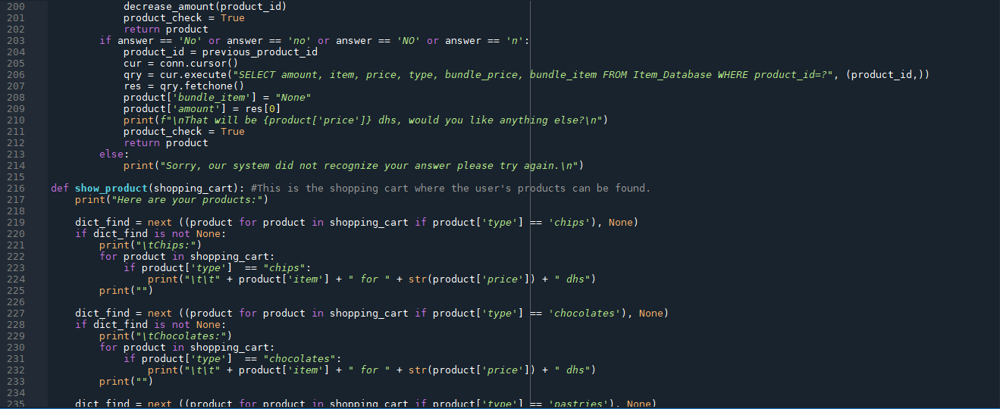 200             decrease_amount(product_id)
201             product_check = True
202             return product
203         if answer == 'No' or answer == 'no' or answer == 'NO' or answer == 'n':
204             product_id = previous_product_id
205             cur = conn.cursor()
206             qry = cur.execute("SELECT amount, item, price, type, bundle_price, bundle_item FROM Item_Database WHERE product_id=?", (product_id,))
207             res = qry.fetchone()
208             product['bundle_item'] = "None"
209             product['amount'] = res[0]
210             print(f"\nThat will be {product['price']} dhs, would you like anything else?\n")
211             product_check = True
212             return product
213         else:
214             print("Sorry, our system did not recognize your answer please try again.\n")
215
216 def show_product(shopping_cart): #This is the shopping cart where the user's products can be found.
217     print("Here are your products:")
218
219     dict_find = next ((product for product in shopping_cart if product['type'] == 'chips'), None)
220     if dict_find is not None:
221         print("\tChips:")
222         for product in shopping_cart:
223             if product['type']  == "chips":
224                 print("\t\t" + product['item'] + " for " + str(product['price']) + " dhs")
225         print("")
226
227     dict_find = next ((product for product in shopping_cart if product['type'] == 'chocolates'), None)
228     if dict_find is not None:
229         print("\tChocolates:")
230         for product in shopping_cart:
231             if product['type']  == "chocolates":
232                 print("\t\t" + product['item'] + " for " + str(product['price']) + " dhs")
233         print("")
234
235     dict_find = next ((product for product in shopping_cart if product['type'] == 'pastries'), None)